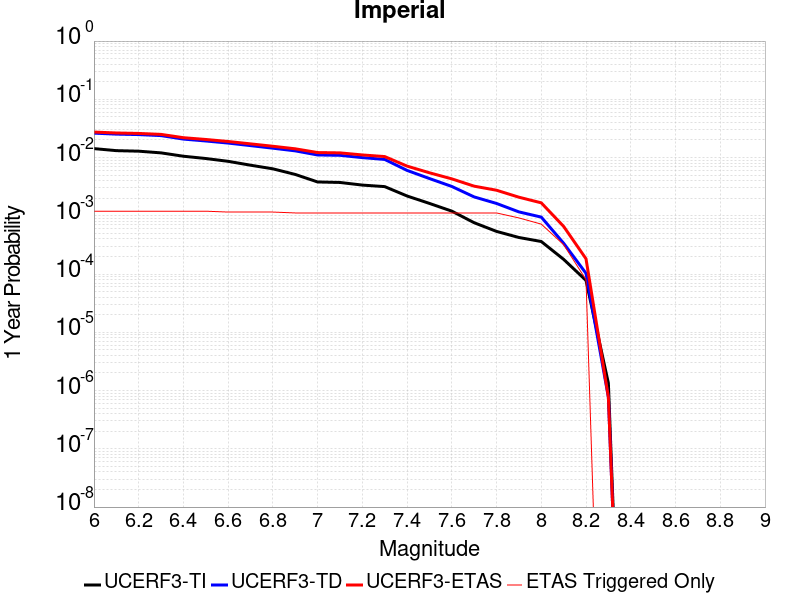 Imperial
10^0
10^-1
10^-2
10^-3
10^-4
10^-5
10^-6
10^-7
10^-8
1 Year Probability
6 6.2 6.4 6.6 6.8 7 7.2 7.4 7.6 7.8 8 8.2 8.4 8.6 8.8 9
Magnitude
UCERF3-TI UCERF3-TD UCERF3-ETAS ETAS Triggered Only